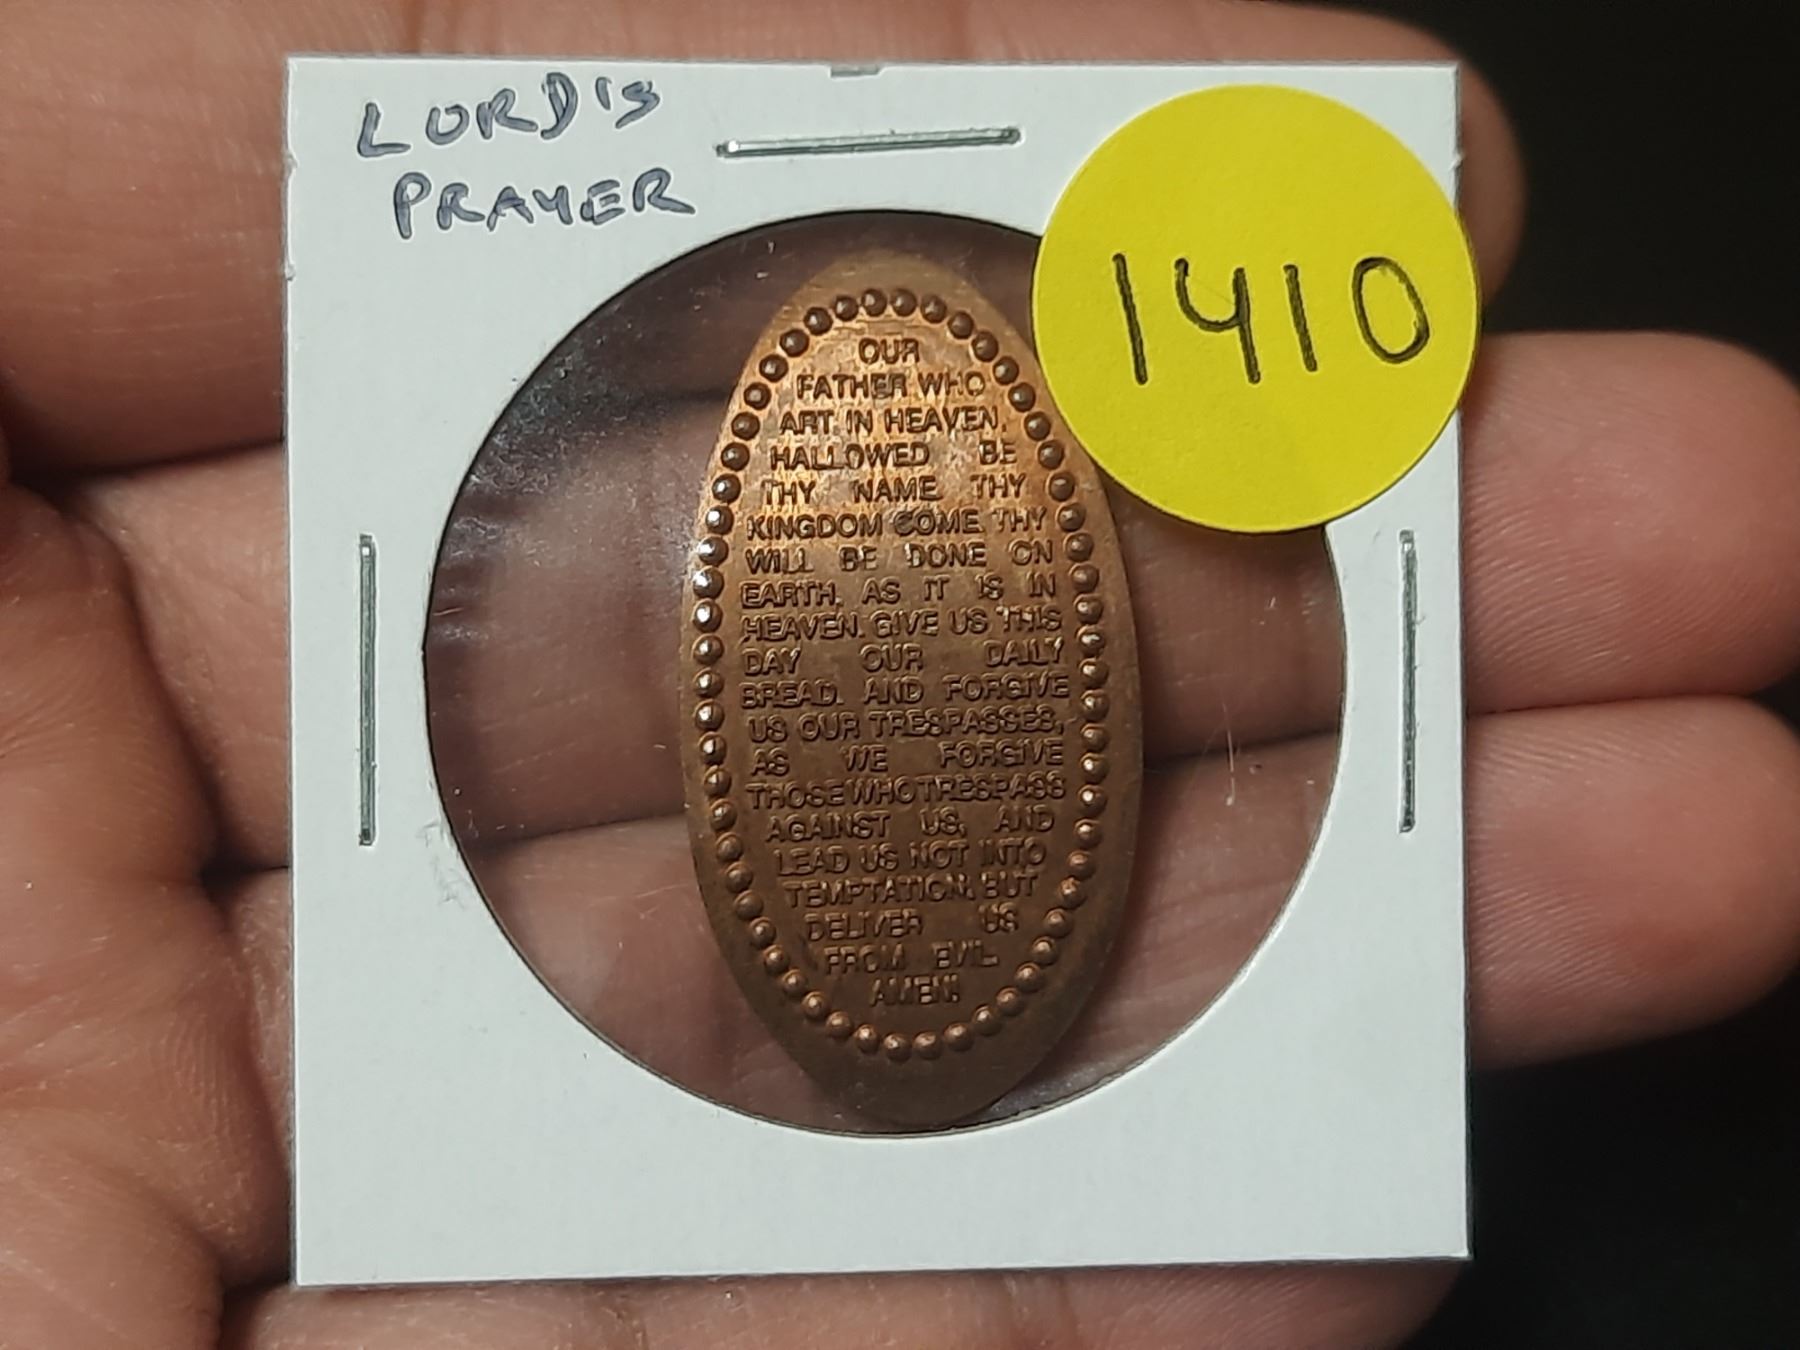 LORD'S
PRAYER
1410
OUR
FATHER WHO
ART IN HEAVEN,
HALLOWED BE
THY NAME. THY
KINGDOM COME. THY
WILL BE DONE ON
EARTH. AS IT IS IN
HEAVEN. GIVE US THIS
DAY OUR DAILY
BREAD. AND FORGIVE
US OUR TRESPASSES,
AS WE FORGIVE
THOSE WHO TRESPASS
AGAINST US, AND
LEAD US NOT INTO
TEMPTATION. BUT
DELIVER US
FROM EVIL.
AMEN!